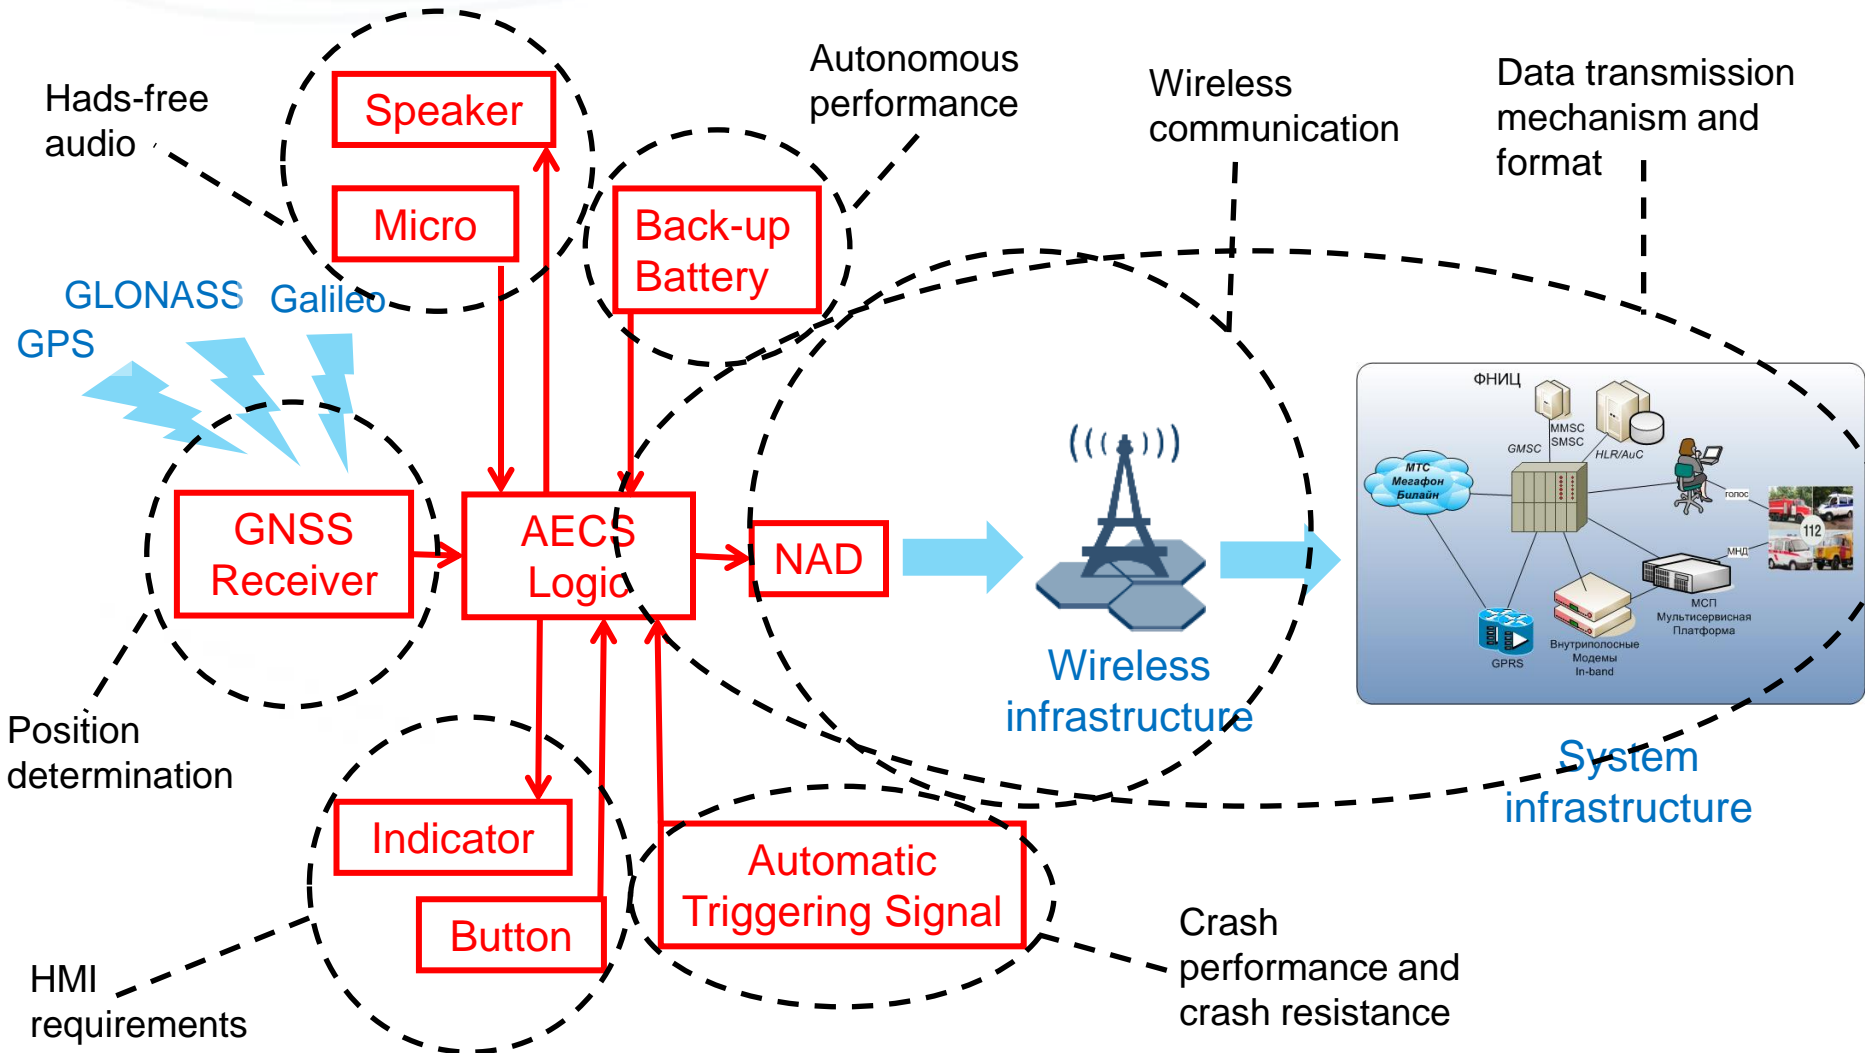 Hads-free
audio
Speaker
Micro
Autonomous
performance
Back-up
Battery
Wireless
communication
Data transmission
mechanism and
format
GLONASS
Galileo
GPS
GNSS
Receiver
AECS
Logic
NAD
Wireless
infrastructure
ФНИЦ
MMSC
SMSC
GMSC
HLR/AuC
МТС
Мегафон
Билайн
голос
112
МНД
МСП
Мультисервисная
Платформа
GPRS
Внутриполосные
Модемы
In-band
System
infrastructure
Position
determination
Indicator
Button
Automatic
Triggering Signal
HMI
requirements
Crash
performance and
crash resistance